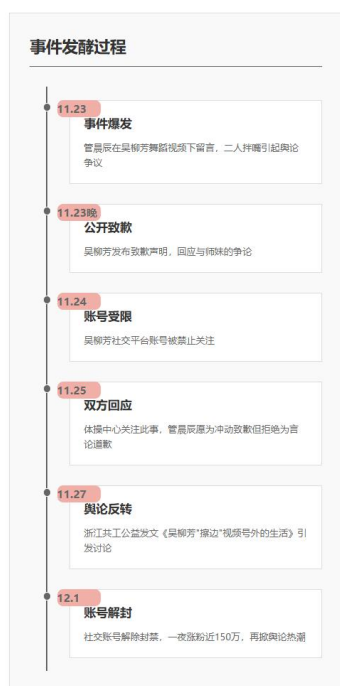 事件发酵过程
11.23
事件爆发
管晨辰在吴柳芳舞蹈视频下留言，二人拌嘴引起舆论
争议
11.23晚
公开致歉
吴柳芳发布致歉声明，回应与师妹的争论
11.24
账号受限
吴柳芳社交平台账号被禁止关注
11.25
双方回应
体操中心关注此事，管晨辰愿为冲动致歉但拒绝为言
论道歉
11.27
舆论反转
浙江共工公益发文《吴柳芳"擦边"视频号外的生活》引
发讨论
12.1
账号解封
社交账号解除封禁，一夜涨粉近150万，再掀舆论热潮